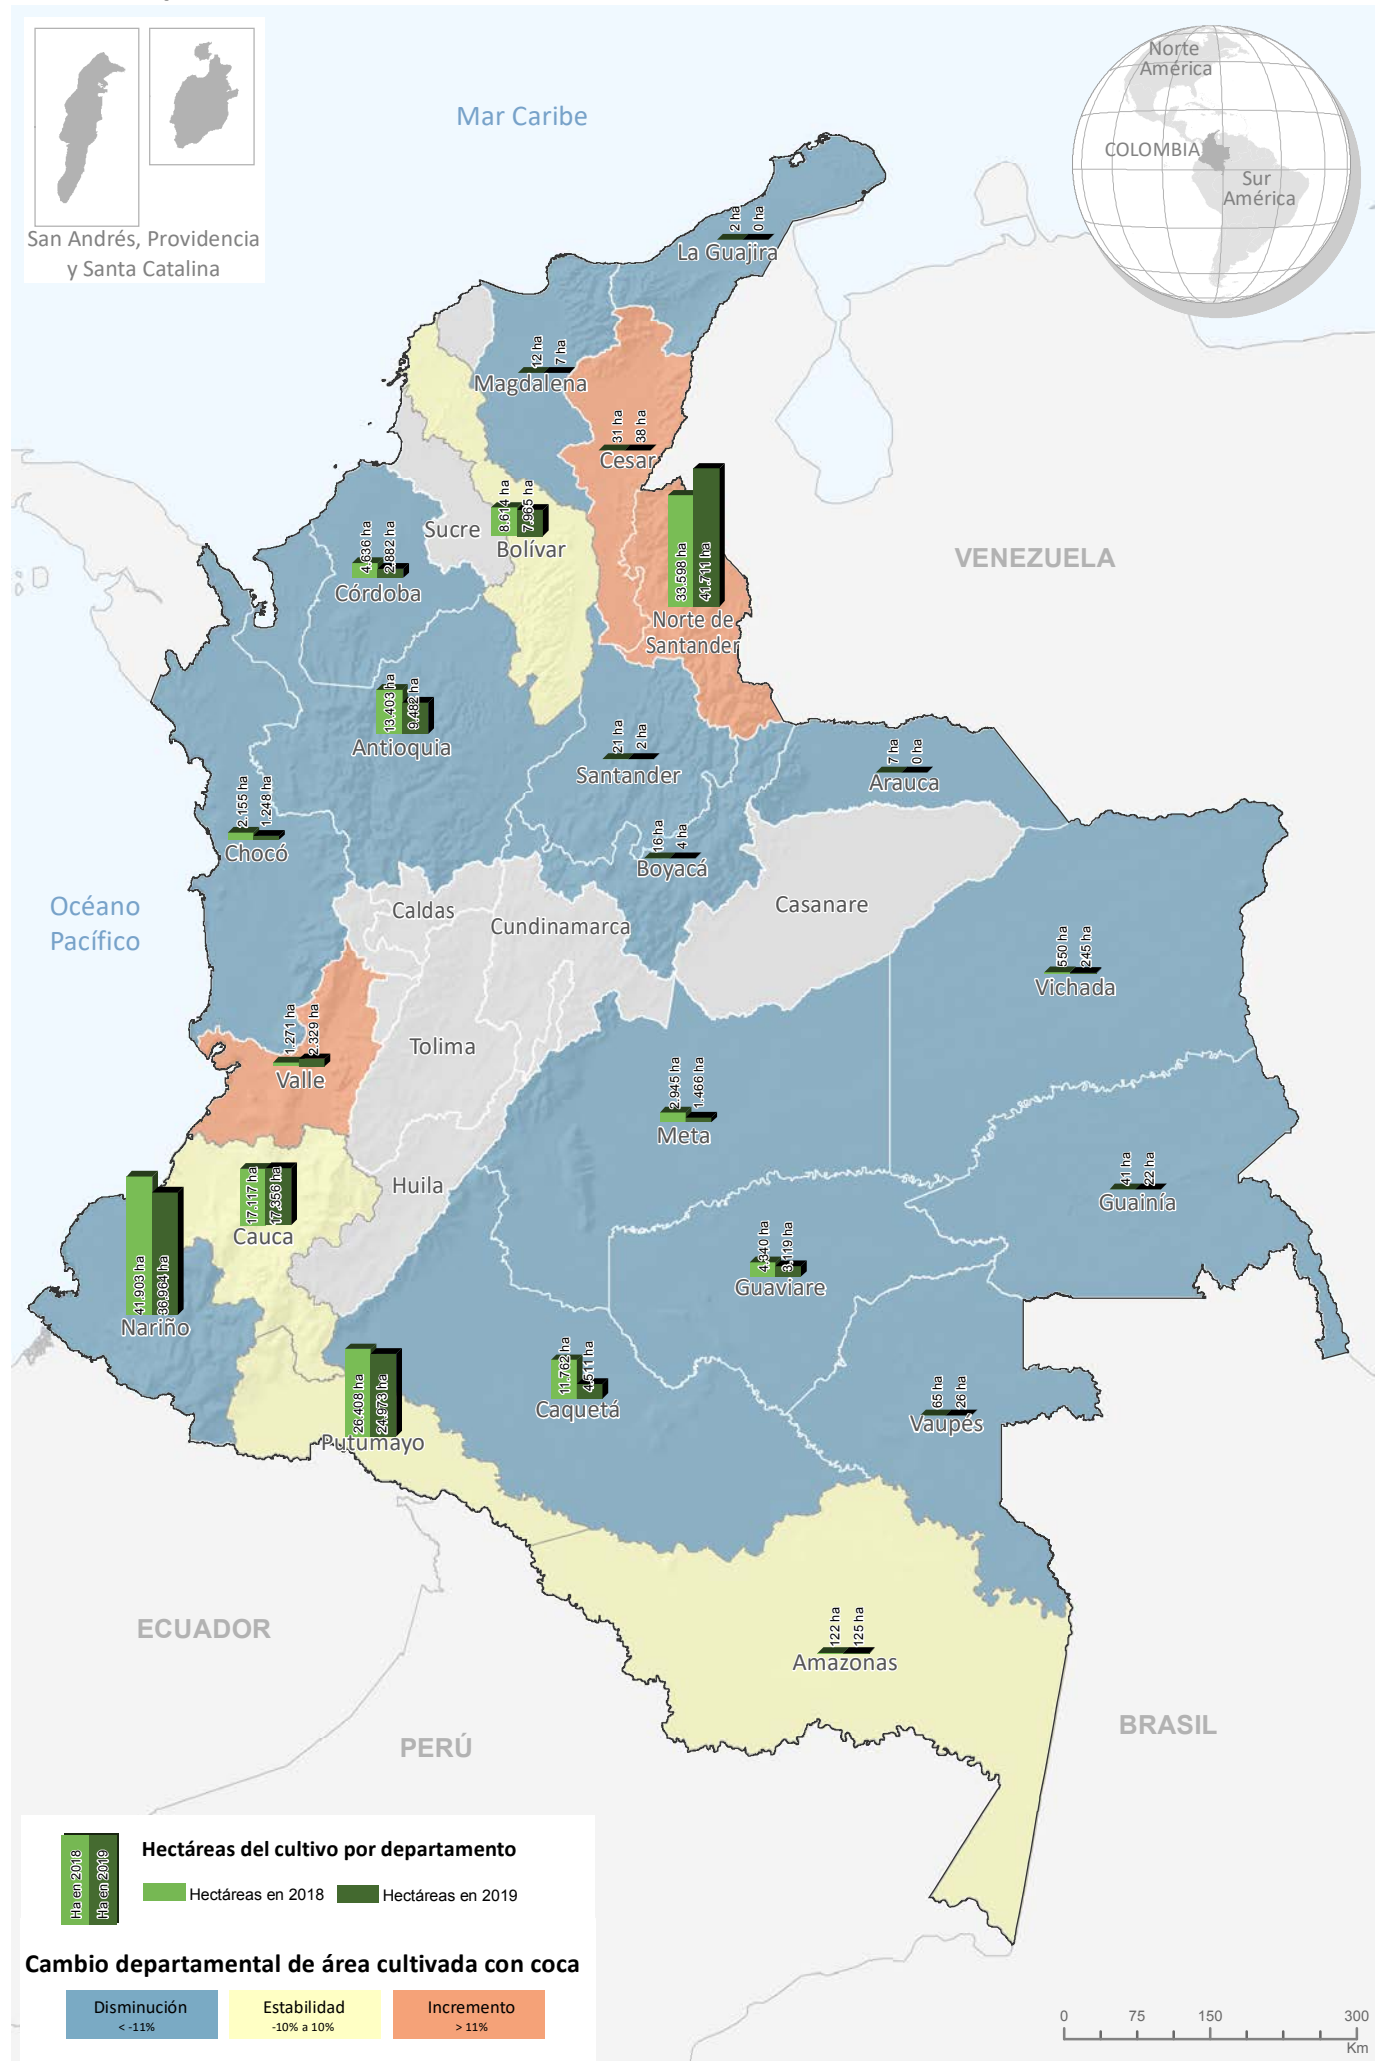 San Andrés, Providencia
y Santa Catalina
Mar Caribe
Norte
América
COLOMBIA
Sur
América
2 ha
0 ha
La Guajira
12 ha
7 ha
Magdalena
31 ha
38 ha
Cesar
8.614 ha
7.965 ha
Bolívar
Sucre
4.636 ha
2.882 ha
Córdoba
33.598 ha
41.711 ha
Norte de
Santander
VENEZUELA
13.403 ha
9.482 ha
Antioquia
21 ha
2 ha
Santander
7 ha
0 ha
Arauca
2.155 ha
1.248 ha
Chocó
16 ha
4 ha
Boyacá
Océano
Pacífico
Caldas
Cundinamarca
Casanare
550 ha
245 ha
Vichada
1.271 ha
2.329 ha
Valle
Tolima
2.945 ha
1.466 ha
Meta
Huila
41 ha
22 ha
Guainía
17.117 ha
17.356 ha
Cauca
41.903 ha
36.964 ha
Nariño
4.340 ha
3.119 ha
Guaviare
26.408 ha
24.973 ha
Putumayo
11.762 ha
4.511 ha
Caquetá
65 ha
26 ha
Vaupés
122 ha
125 ha
Amazonas
ECUADOR
PERÚ
BRASIL
Ha en 2018
Ha en 2019
Hectáreas del cultivo por departamento
Hectáreas en 2018
Hectáreas en 2019
Cambio departamental de área cultivada con coca
Disminución
< -11%
Estabilidad
-10% a 10%
Incremento
> 11%
0 75 150 300
Km